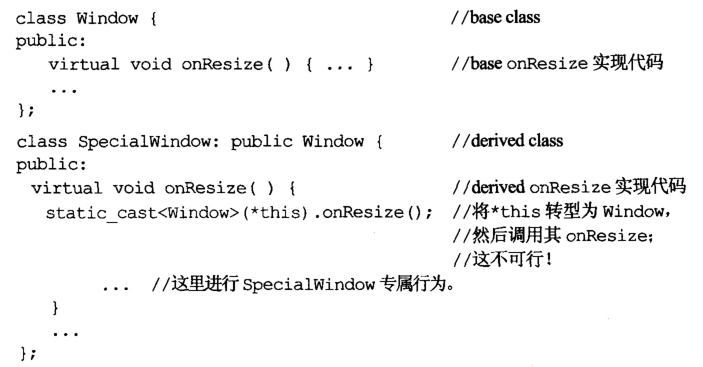 class Window { //base class
public:
virtual void onResize( ) { ... } //base onResize 实现代码
...
};
class SpecialWindow: public Window { //derived class
public:
virtual void onResize( ) { //derived onResize 实现代码
static_cast<Window>(*this).onResize(); //将*this 转型为 Window，
//然后调用其 onResize;
//这不可行！
... //这里进行 SpecialWindow 专属行为。
}
...
};